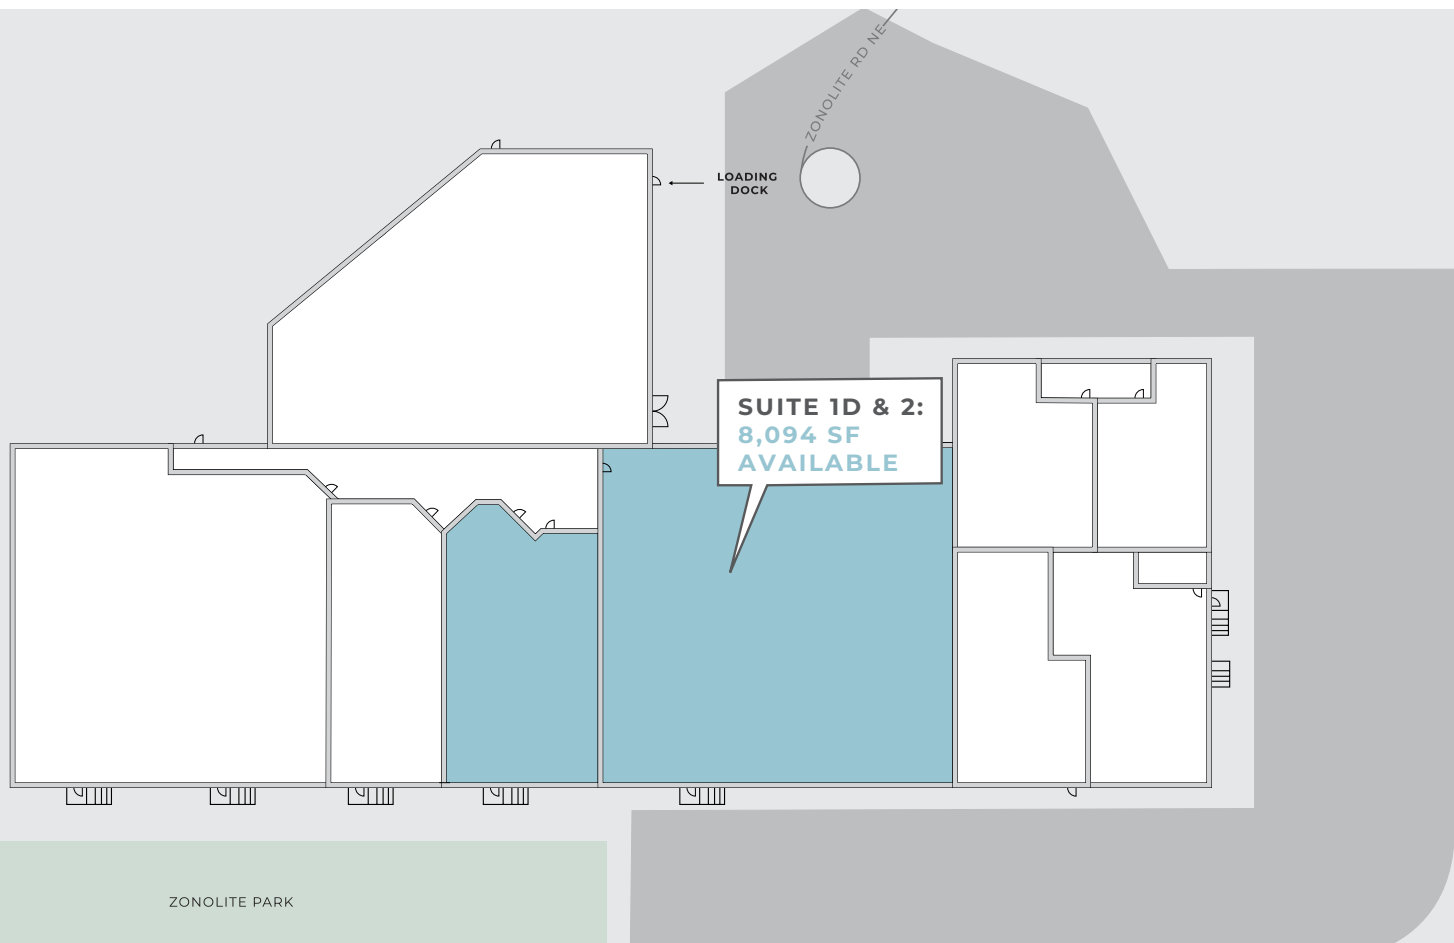 ZONOLITE RD NE
LOADING
DOCK
SUITE 1D & 2:
8,094 SF
AVAILABLE
ZONOLITE PARK